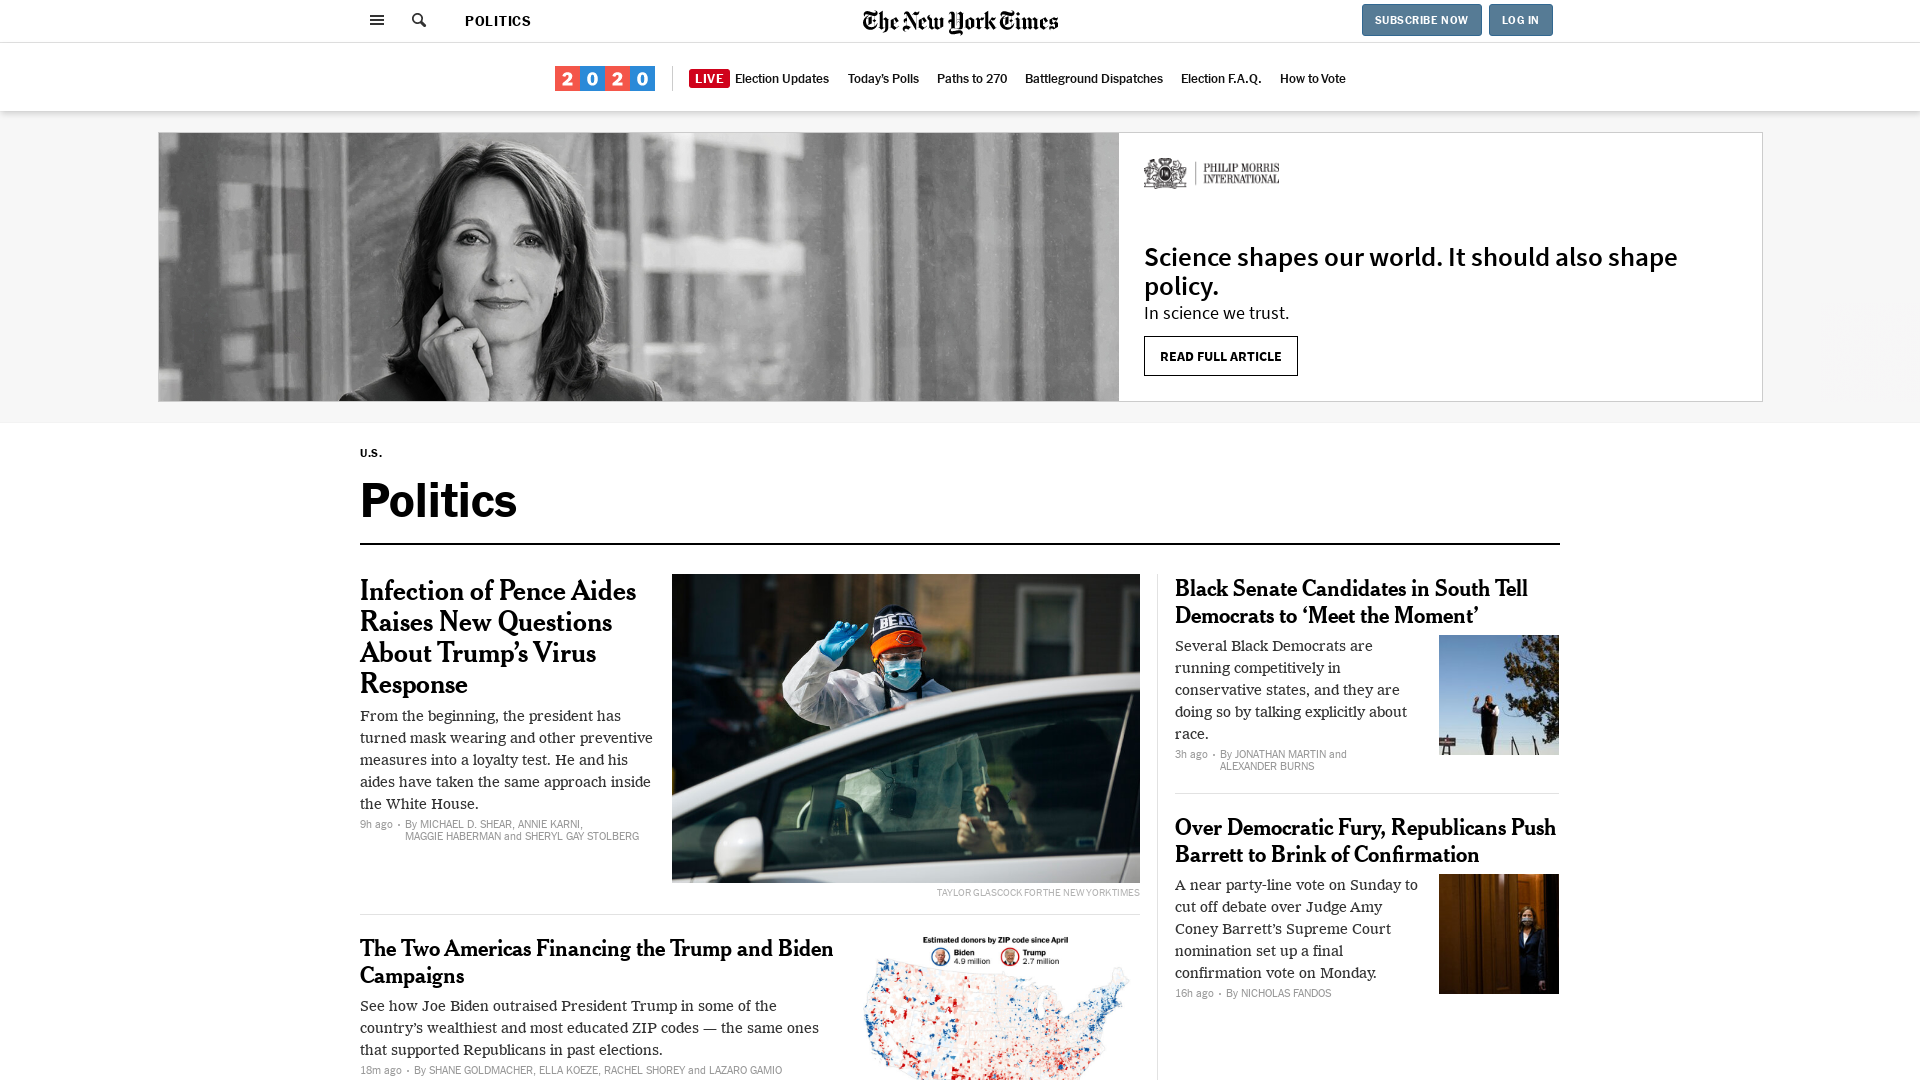 POLITICS
The New York Times
SUBSCRIBE NOW
LOG IN
2020
LIVE Election Updates
Today's Polls
Paths to 270
Battleground Dispatches
Election F.A.Q.
How to Vote
PHILIP MORRIS
INTERNATIONAL
Science shapes our world. It should also shape
policy.
In science we trust.
READ FULL ARTICLE
U.S.
Politics
Infection of Pence Aides
Raises New Questions
About Trump’s Virus
Response
From the beginning, the president has
turned mask wearing and other preventive
measures into a loyalty test. He and his
aides have taken the same approach inside
the White House.
9h ago • By MICHAEL D. SHEAR, ANNIE KARNI,
MAGGIE HABERMAN and SHERYL GAY STOLBERG
BEARS
TAYLOR GLASCOCK FOR THE NEW YORK TIMES
The Two Americas Financing the Trump and Biden
Campaigns
See how Joe Biden outraised President Trump in some of the
country’s wealthiest and most educated ZIP codes — the same ones
that supported Republicans in past elections.
18m ago • By SHANE GOLDMACHER, ELLA KOEZE, RACHEL SHOREY and LAZARO GAMIO
Estimated donors by ZIP code since April
Biden
4.9 million
Trump
2.7 million
Black Senate Candidates in South Tell
Democrats to ‘Meet the Moment’
Several Black Democrats are
running competitively in
conservative states, and they are
doing so by talking explicitly about
race.
3h ago • By JONATHAN MARTIN and
ALEXANDER BURNS
Over Democratic Fury, Republicans Push
Barrett to Brink of Confirmation
A near party-line vote on Sunday to
cut off debate over Judge Amy
Coney Barrett’s Supreme Court
nomination set up a final
confirmation vote on Monday.
16h ago • By NICHOLAS FANDOS